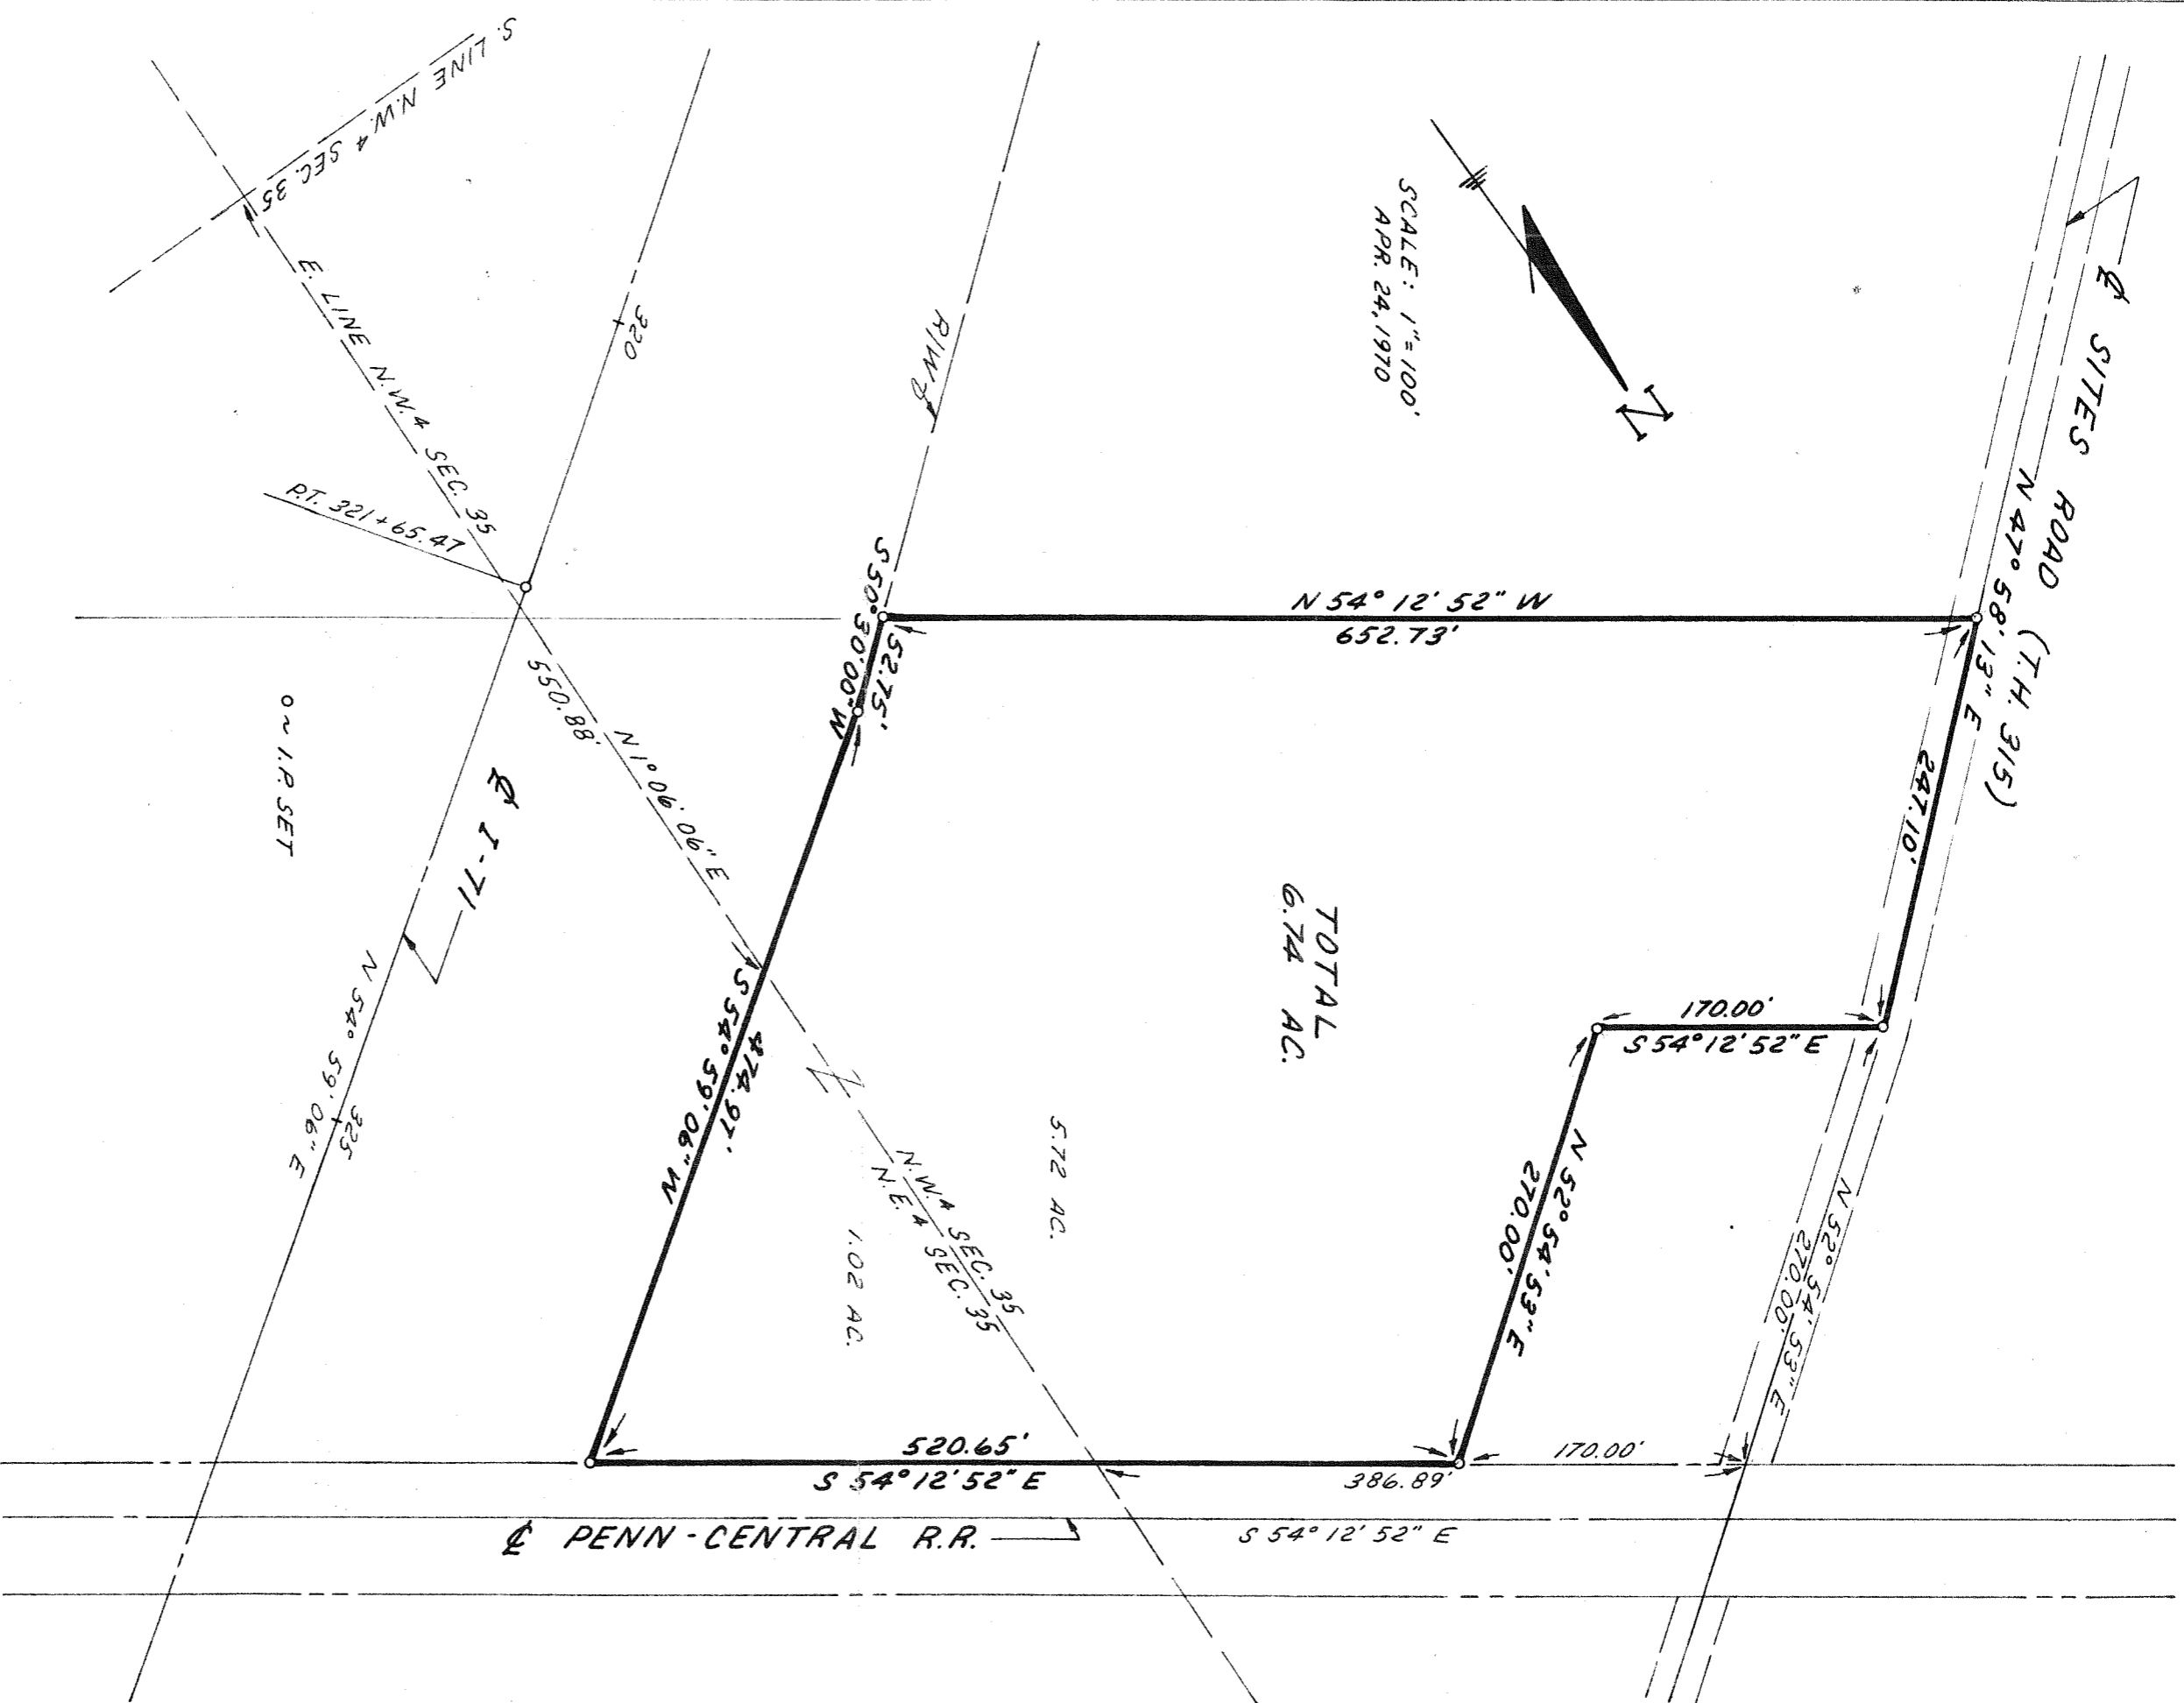 S. LINE N.W. 4 SEC. 35
E. LINE N.W. 4 SEC. 35
P.T. 321+65.47
320
R/W
SCALE: 1"=100'
APR. 24, 1970
N
℄ SITES ROAD (T.H. 315)
N 47° 58' 13" E
247.10'
N 54° 12' 52" W
652.73'
S 50° 30' 00" W
52.75'
550.88'
N 1° 06' 06" E
o ~ I.P. SET
℄ I-71
N 54° 59' 06" E
325
474.97'
S 54° 59' 06" W
TOTAL
6.74 AC.
170.00'
S 54° 12' 52" E
N 52° 54' 53" E
270.00'
N 52° 54' 53" E
270.00'
5.72 AC.
N.W. 4 SEC. 35
N.E. 4 SEC. 35
1.02 AC.
520.65'
S 54° 12' 52" E
386.89'
170.00'
℄ PENN-CENTRAL R.R.
S 54° 12' 52" E